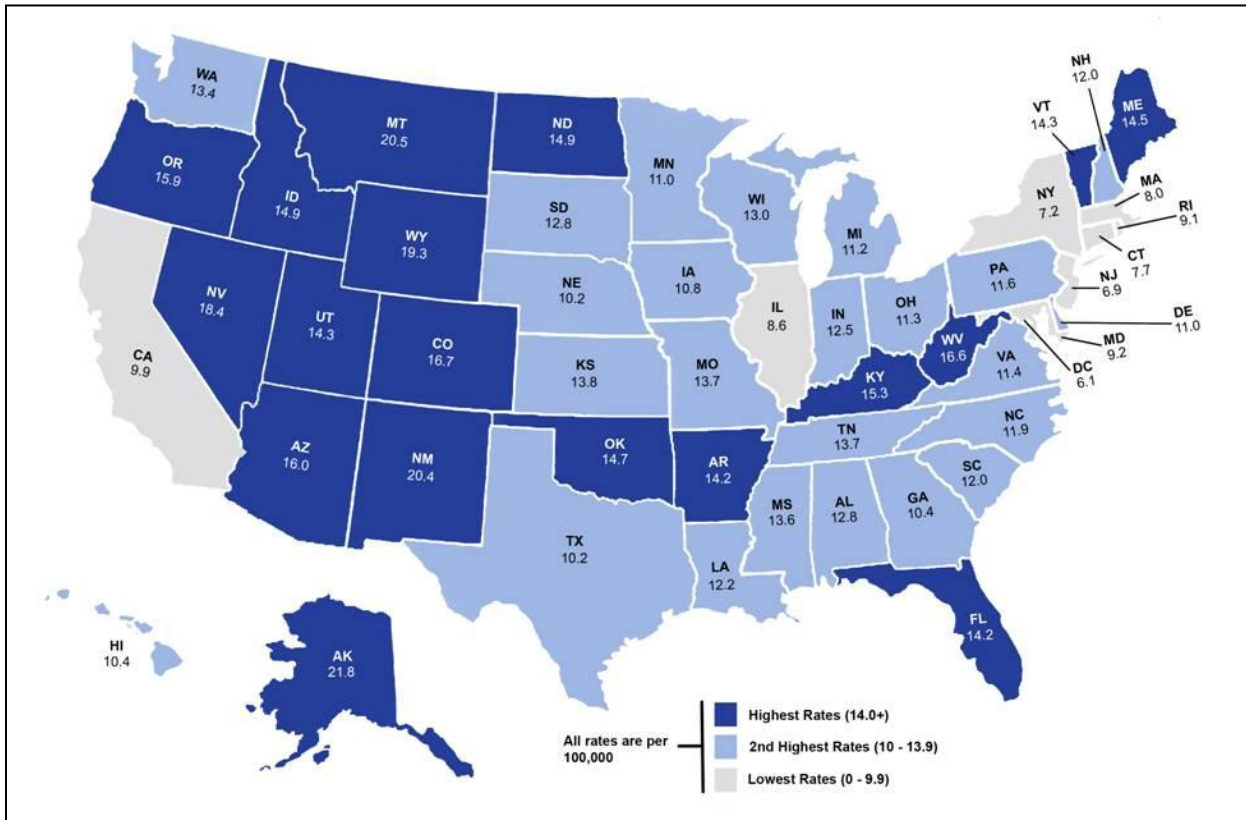 NH
12.0
VT
14.3
ME
14.5
WA
13.4
MT
20.5
ND
14.9
MN
11.0
OR
15.9
ID
14.9
SD
12.8
WI
13.0
MI
11.2
NY
7.2
MA
8.0
RI
9.1
CT
7.7
WY
19.3
NE
10.2
IA
10.8
PA
11.6
NJ
6.9
NV
18.4
UT
14.3
CO
16.7
IL
8.6
IN
12.5
OH
11.3
DE
11.0
MD
9.2
DC
6.1
CA
9.9
KS
13.8
MO
13.7
WV
16.6
VA
11.4
KY
15.3
AZ
16.0
NM
20.4
OK
14.7
AR
14.2
TN
13.7
NC
11.9
SC
12.0
TX
10.2
LA
12.2
MS
13.6
AL
12.8
GA
10.4
FL
14.2
HI
10.4
AK
21.8
All rates are per
100,000
Highest Rates (14.0+)
2nd Highest Rates (10 - 13.9)
Lowest Rates (0 - 9.9)